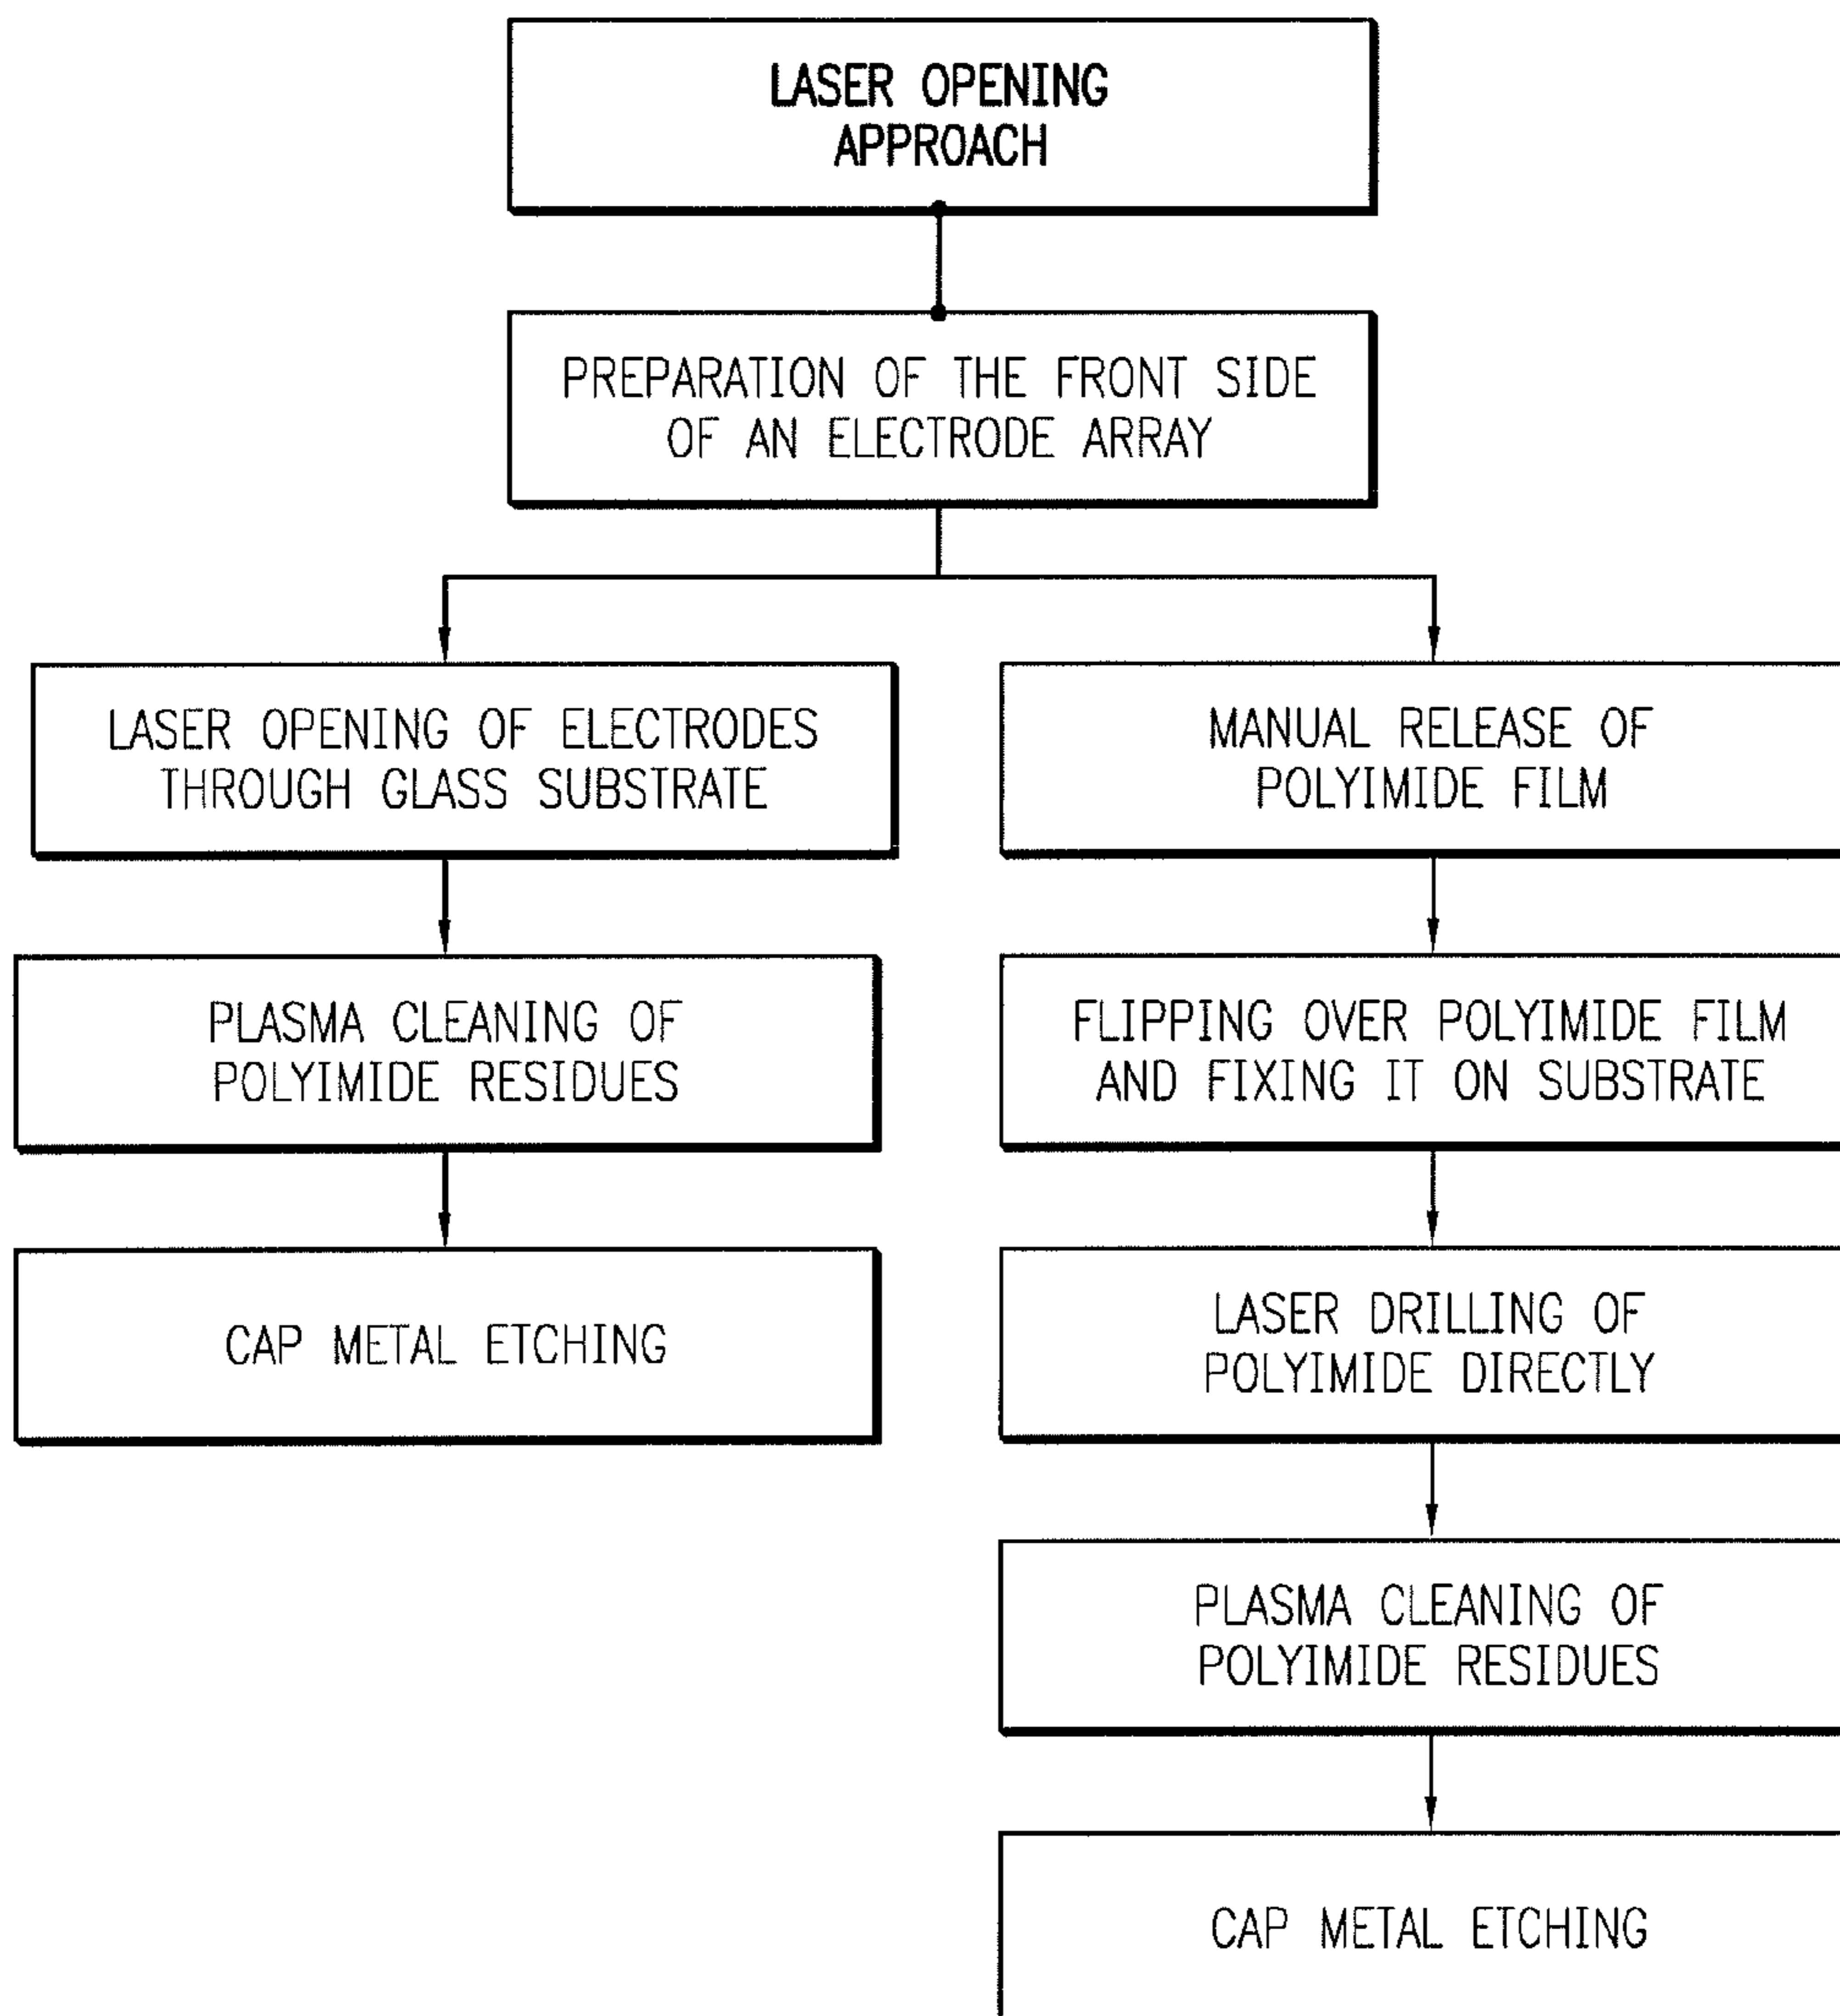 LASER OPENING
APPROACH
PREPARATION OF THE FRONT SIDE
OF AN ELECTRODE ARRAY
LASER OPENING OF ELECTRODES
THROUGH GLASS SUBSTRATE
PLASMA CLEANING OF
POLYIMIDE RESIDUES
CAP METAL ETCHING
MANUAL RELEASE OF
POLYIMIDE FILM
FLIPPING OVER POLYIMIDE FILM
AND FIXING IT ON SUBSTRATE
LASER DRILLING OF
POLYIMIDE DIRECTLY
PLASMA CLEANING OF
POLYIMIDE RESIDUES
CAP METAL ETCHING